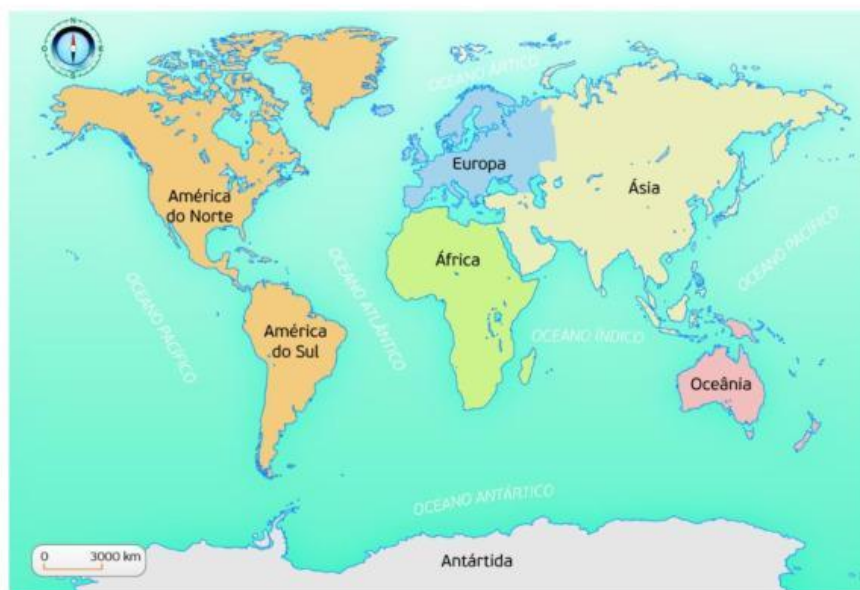 N
OCEANO ÁRTICO
Europa
Ásia
América
do Norte
África
OCEANO PACÍFICO
OCEANO ATLÂNTICO
OCEANO PACÍFICO
América
do Sul
OCEANO ÍNDICO
Oceânia
OCEANO ANTÁRTICO
0 3000 km
Antártida